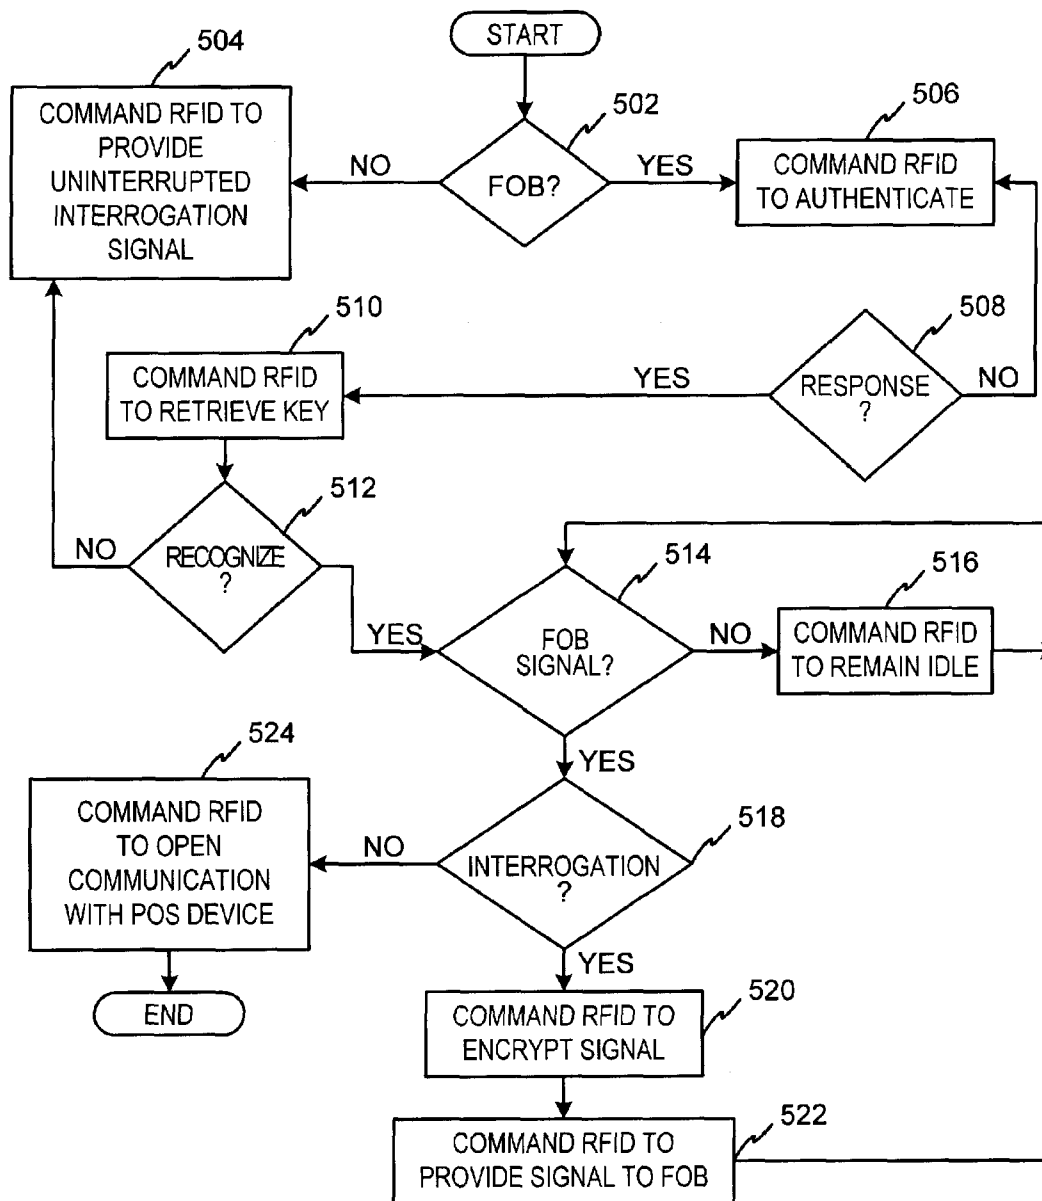 START
504
502
506
COMMAND RFID TO
PROVIDE
UNINTERRUPTED
INTERROGATION
SIGNAL
NO
FOB?
YES
COMMAND RFID
TO AUTHENTICATE
510
508
COMMAND RFID
TO RETRIEVE KEY
YES
RESPONSE
?
NO
512
NO
RECOGNIZE
?
YES
514
516
FOB
SIGNAL?
NO
COMMAND RFID
TO REMAIN IDLE
YES
524
518
COMMAND RFID
TO OPEN
COMMUNICATION
WITH POS DEVICE
NO
INTERROGATION
?
YES
END
520
COMMAND RFID TO
ENCRYPT SIGNAL
522
COMMAND RFID TO
PROVIDE SIGNAL TO FOB